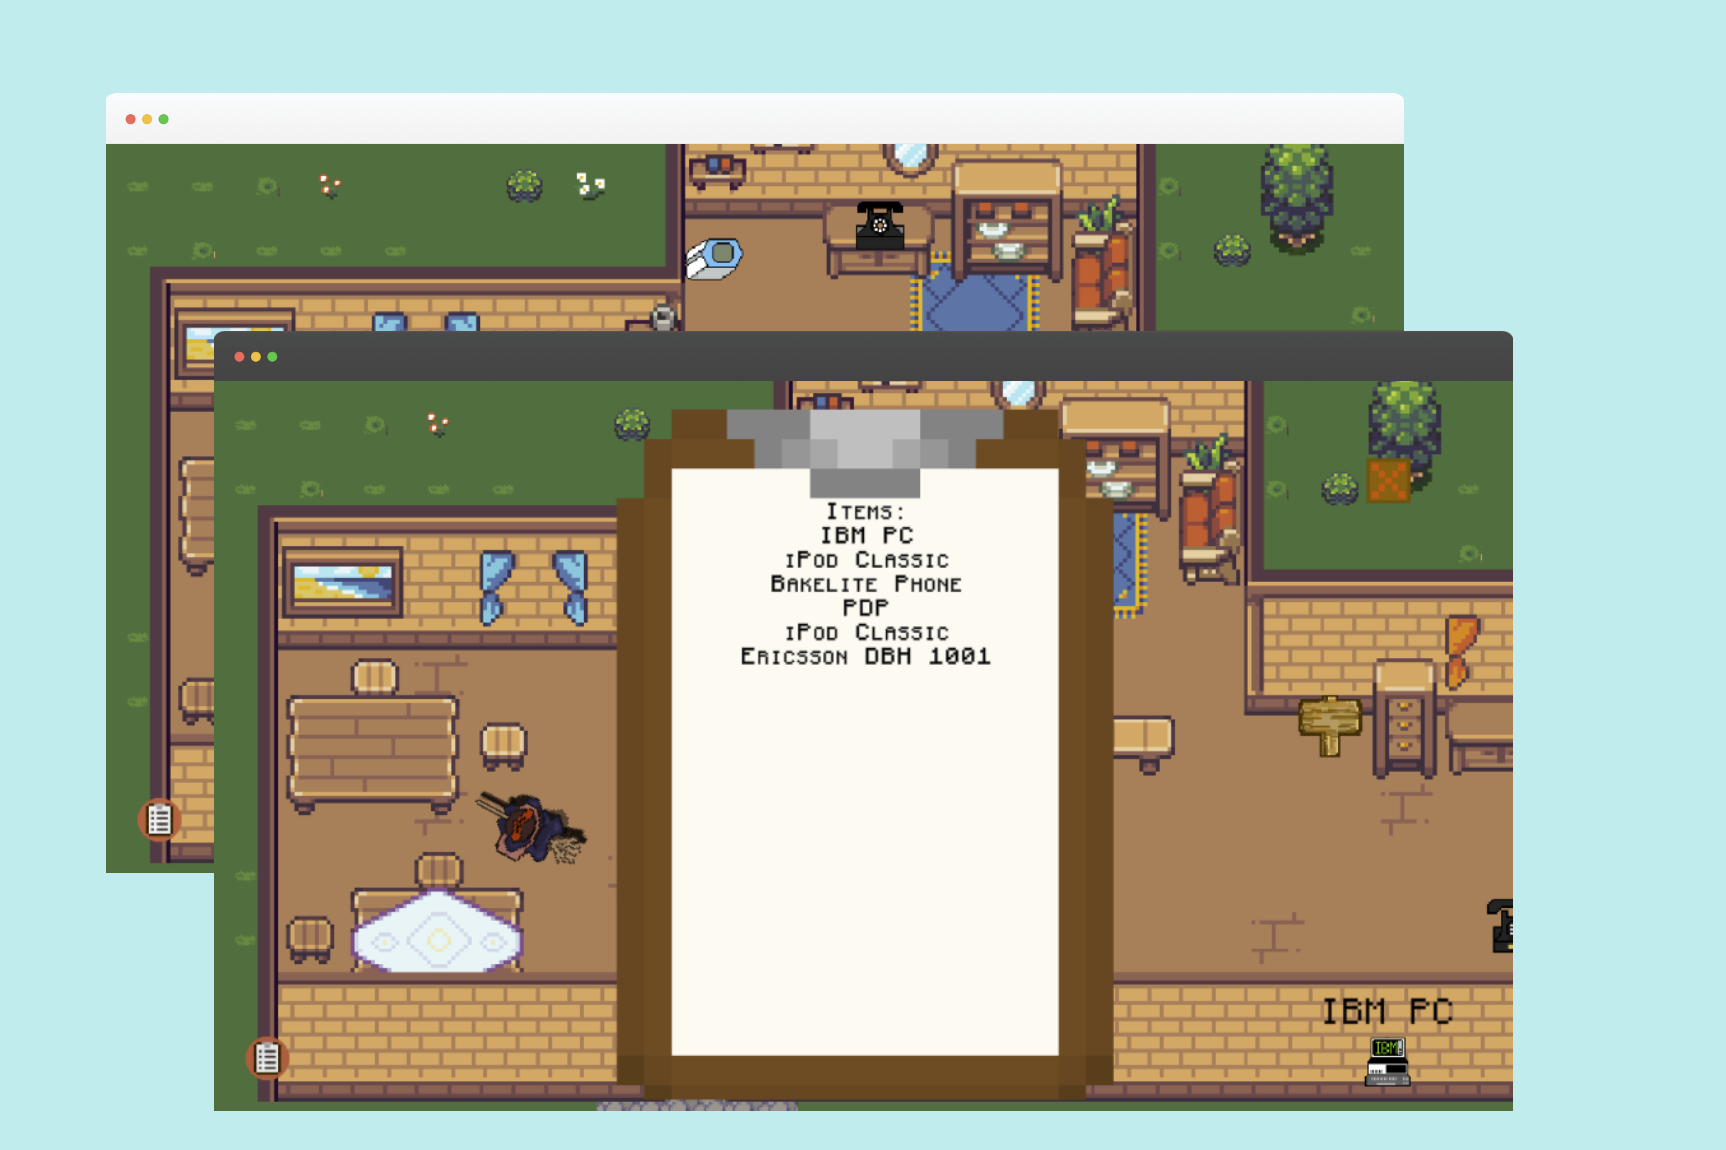 Items:
IBM PC
iPod Classic
Bakelite Phone
PDP
iPod Classic
Ericsson DBH 1001
IBM PC
IBM